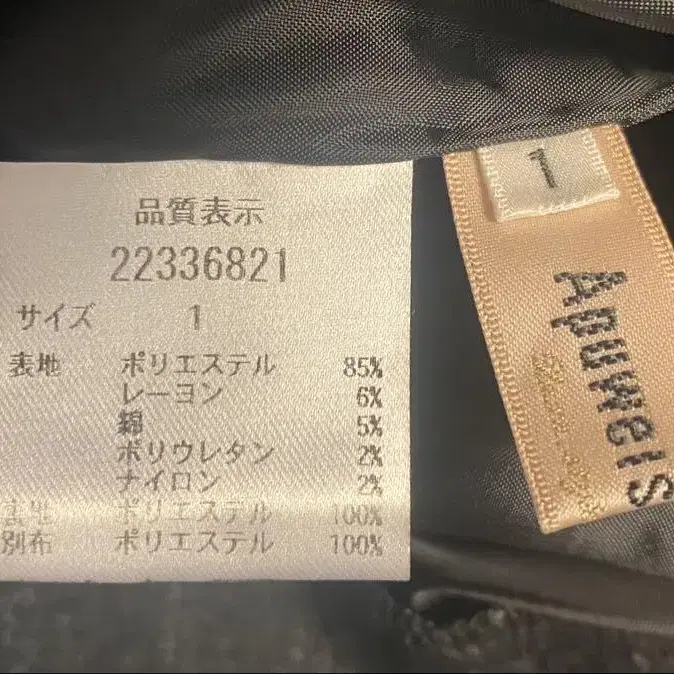 品質表示
22336821
サイズ 1
表地 ポリエステル 85%
レーヨン 6%
綿 5%
ポリウレタン 2%
ナイロン 2%
裏地 ポリエステル 100%
別布 ポリエステル 100%
1
Apuweis